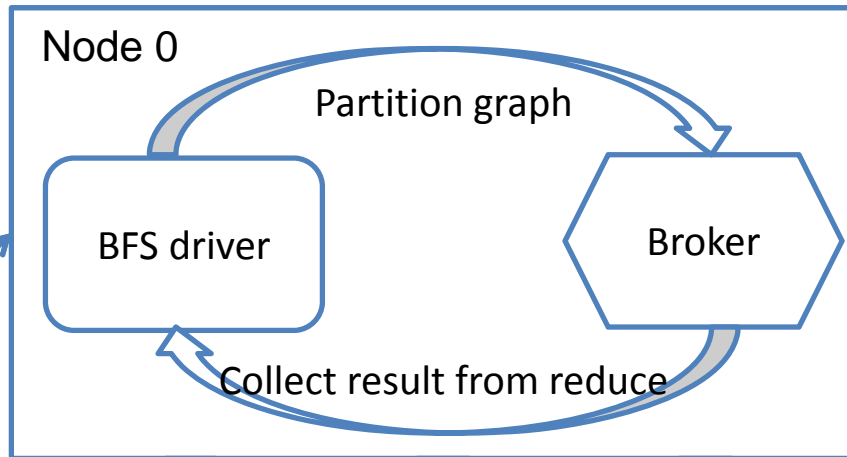 Node 0
Partition graph
BFS driver
Broker
Collect result from reduce